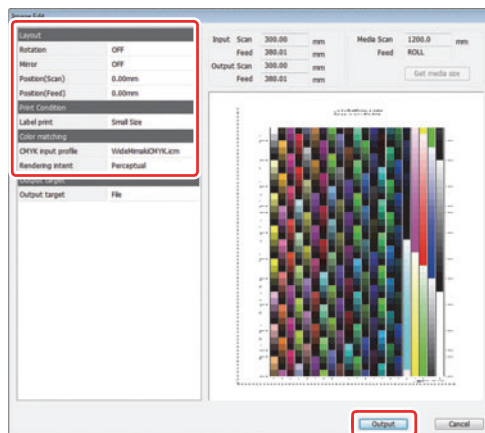 Image Edit
Layout
Rotation OFF
Mirror OFF
Position(Scan) 0.00mm
Position(Feed) 0.00mm
Print Condition
Label print Small Size
Color matching
CMYK input profile WideMimakiCMYK.icm
Rendering intent Perceptual
Output target
Output target File
Input Scan 300.00 mm
Feed 380.01 mm
Output Scan 300.00 mm
Feed 380.01 mm
Media Scan 1200.0 mm
Feed ROLL
Get media size
Output Cancel